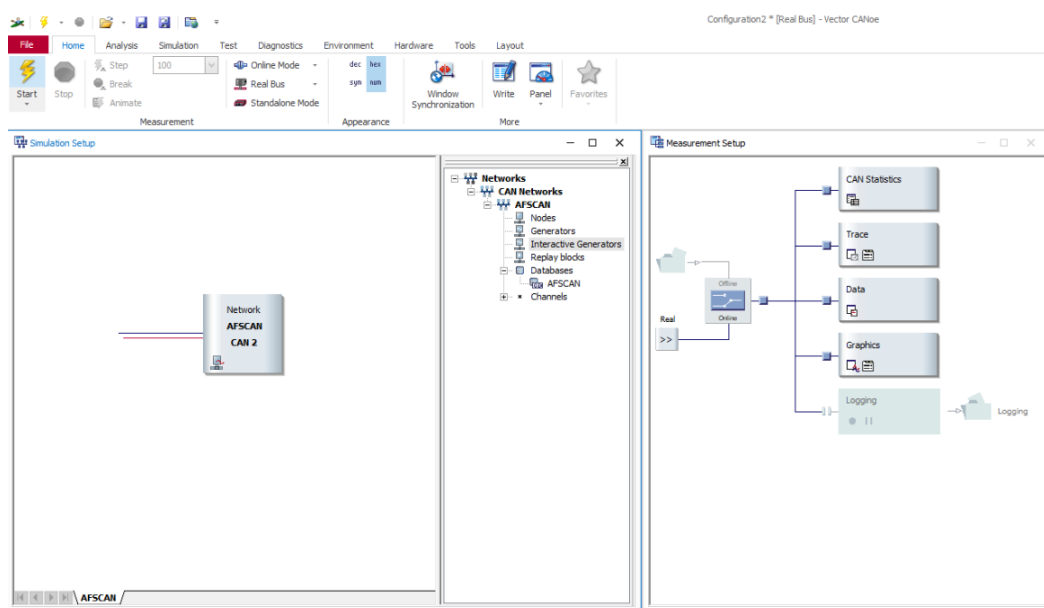 Configuration2 * [Real Bus] - Vector CANoe
File Home Analysis Simulation Test Diagnostics Environment Hardware Tools Layout
Start
Stop
Step
100
Break
Animate
Online Mode
Real Bus
Standalone Mode
Measurement
dec hex
sym num
Appearance
Window
Synchronization
Write
Panel
Favorites
More
Simulation Setup
Network
AFSCAN
CAN 2
AFSCAN
Networks
CAN Networks
AFSCAN
Nodes
Generators
Interactive Generators
Replay blocks
Databases
AFSCAN
Channels
Measurement Setup
Offline
Online
Real
>>
CAN Statistics
Trace
Data
Graphics
Logging
Logging